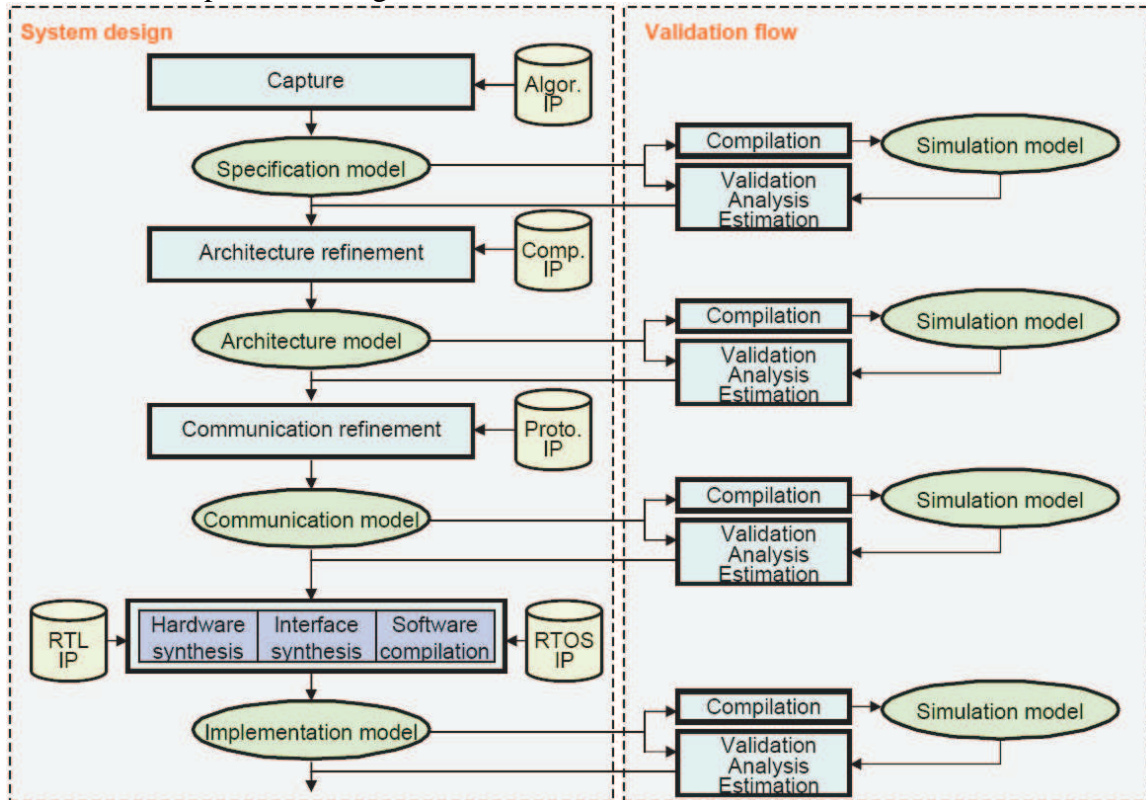 System design
Validation flow
Capture
Algor.
IP
Specification model
Compilation
Simulation model
Validation
Analysis
Estimation
Architecture refinement
Comp.
IP
Architecture model
Compilation
Simulation model
Validation
Analysis
Estimation
Communication refinement
Proto.
IP
Communication model
Compilation
Simulation model
Validation
Analysis
Estimation
RTL
IP
Hardware
synthesis
Interface
synthesis
Software
compilation
RTOS
IP
Implementation model
Compilation
Simulation model
Validation
Analysis
Estimation